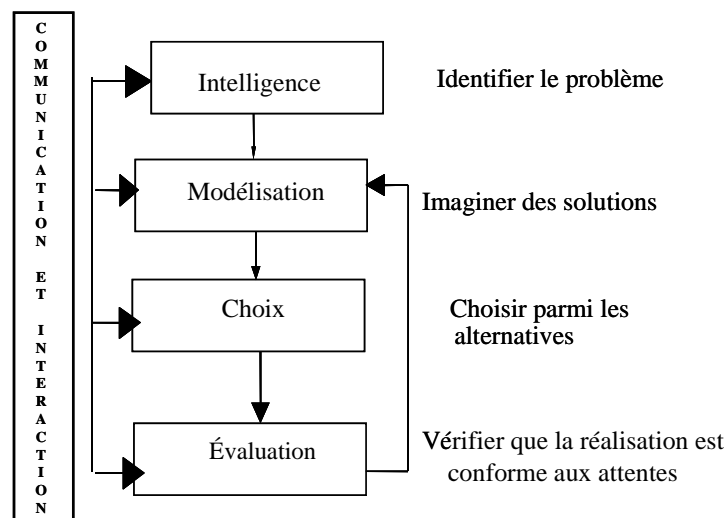 COMMUNICATION ET INTERACTION
Intelligence
Identifier le problème
Modélisation
Imaginer des solutions
Choix
Choisir parmi les
alternatives
Évaluation
Vérifier que la réalisation est
conforme aux attentes